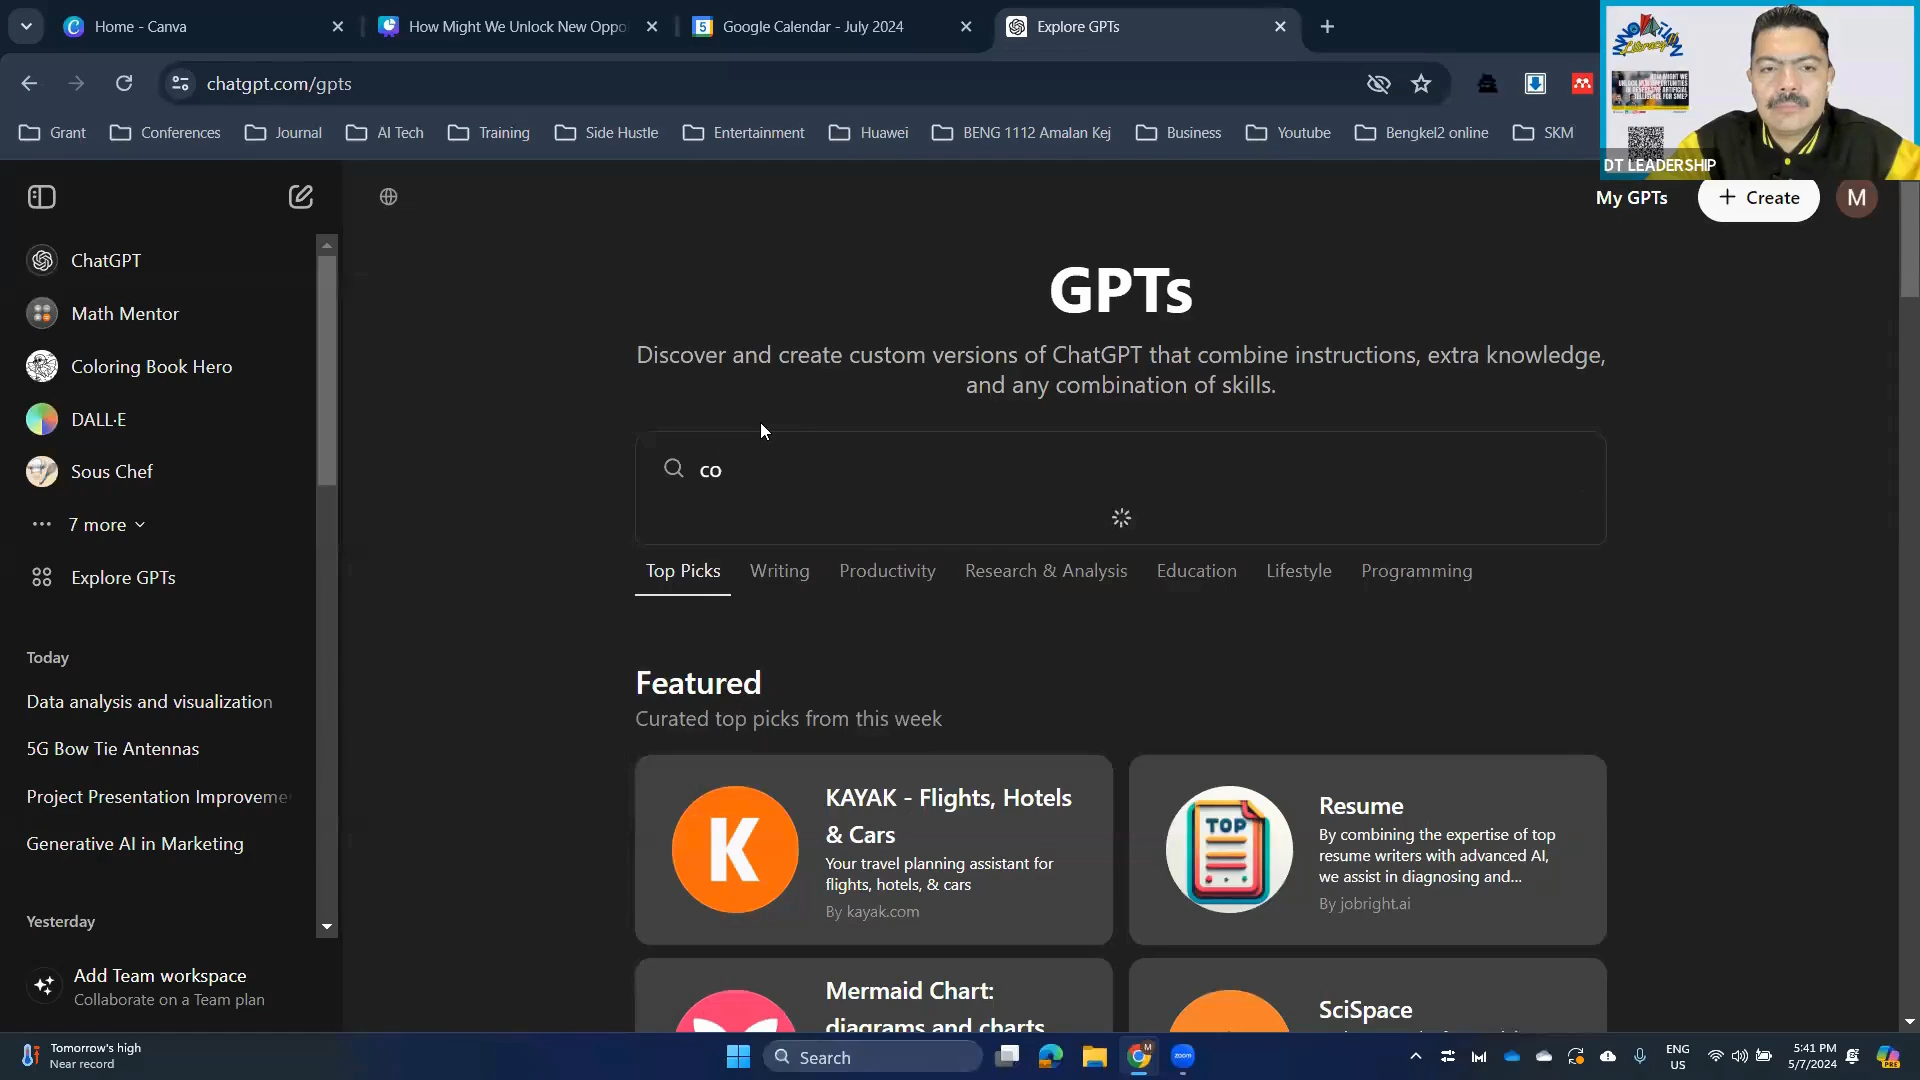 Home - Canva
How Might We Unlock New Oppo
Google Calendar - July 2024
Explore GPTs
chatgpt.com/gpts
Grant
Conferences
Journal
AI Tech
Training
Side Hustle
Entertainment
Huawei
BENG 1112 Amalan Kej
Business
Youtube
Bengkel2 online
SKM
HOW MIGHT WE
UNLOCK NEW OPPORTUNITIES
DT LEADERSHIP
My GPTs
Create
M
ChatGPT
Math Mentor
Coloring Book Hero
DALL·E
Sous Chef
7 more
Explore GPTs
Today
Data analysis and visualization
5G Bow Tie Antennas
Project Presentation Improveme
Generative AI in Marketing
Yesterday
Add Team workspace
Collaborate on a Team plan
GPTs
Discover and create custom versions of ChatGPT that combine instructions, extra knowledge,
and any combination of skills.
co
Top Picks
Writing
Productivity
Research & Analysis
Education
Lifestyle
Programming
Featured
Curated top picks from this week
K
KAYAK - Flights, Hotels
& Cars
Your travel planning assistant for
flights, hotels, & cars
By kayak.com
TOP
Resume
By combining the expertise of top
resume writers with advanced AI,
we assist in diagnosing and...
By jobright.ai
Mermaid Chart:
diagrams and charts
SciSpace
Tomorrow's high
Near record
Search
M
zoom
ENG
US
5:41 PM
5/7/2024
PRE